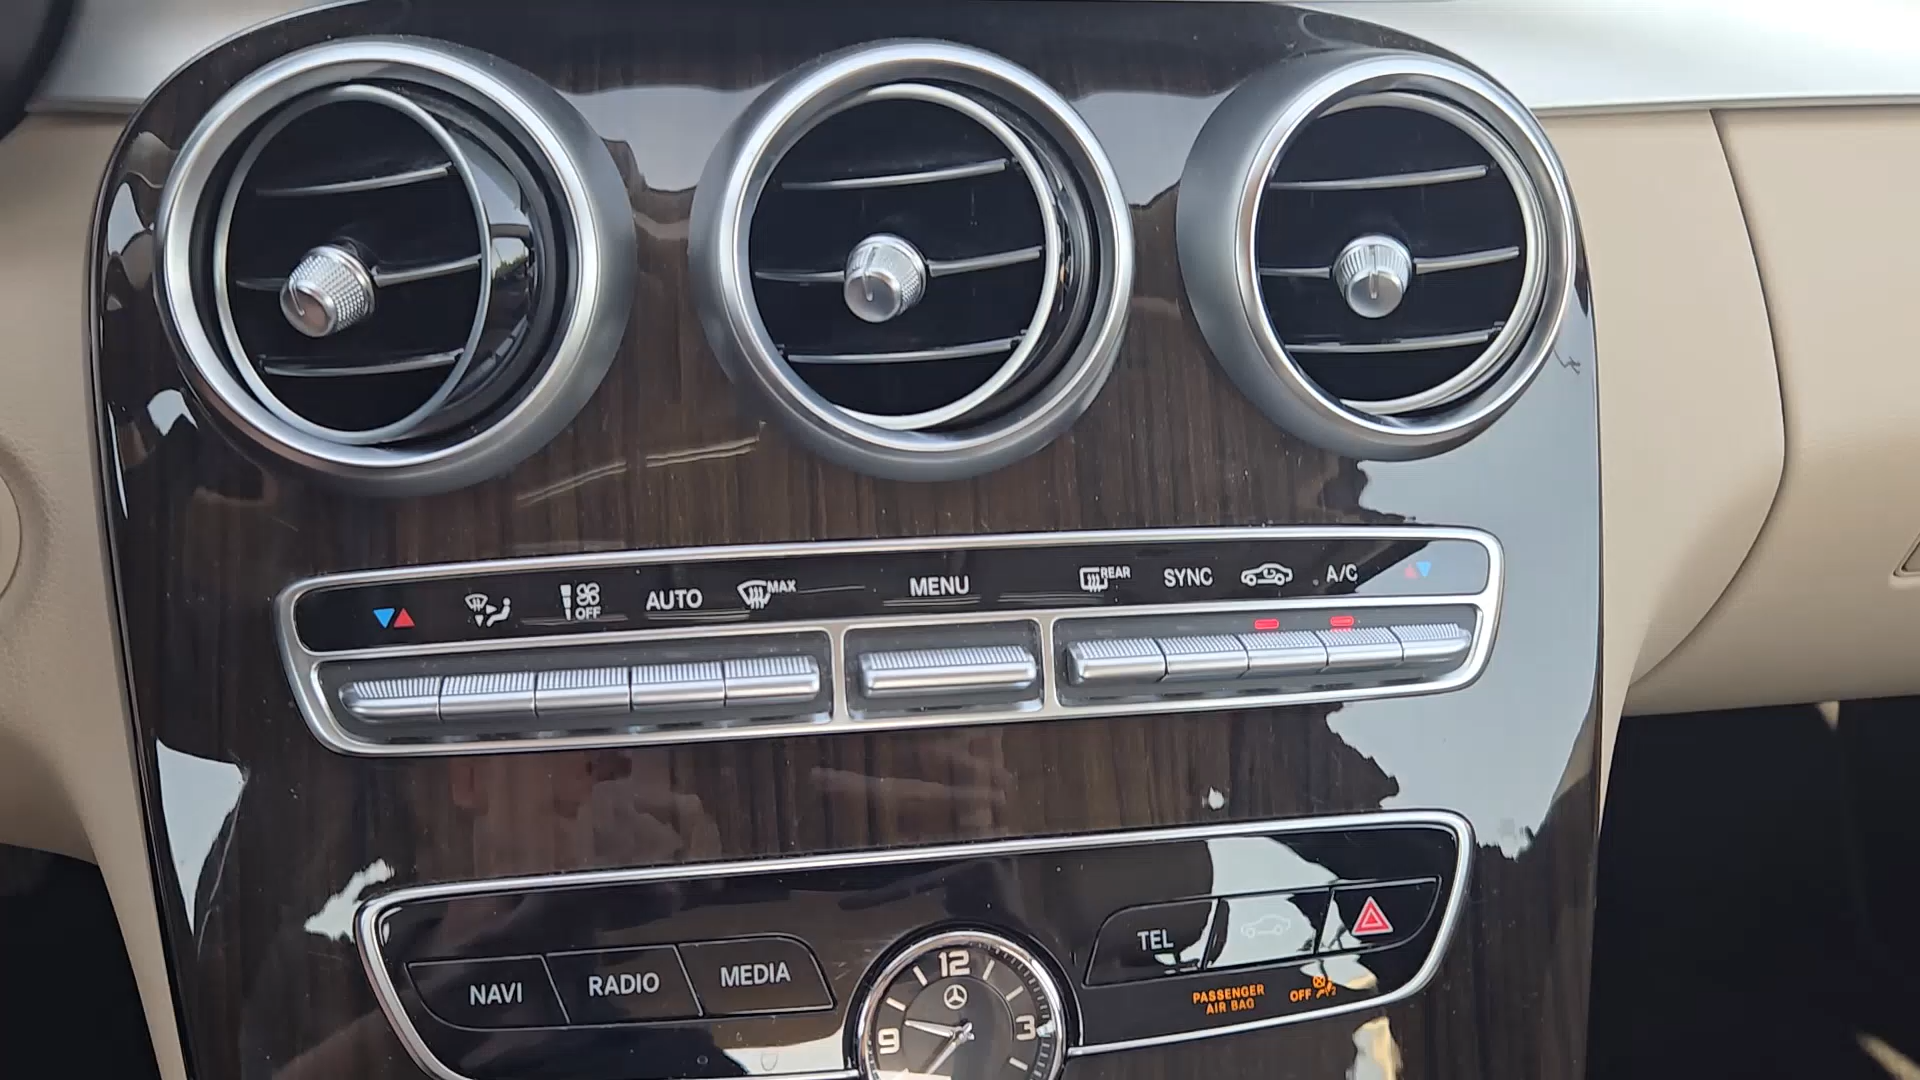 OFF
AUTO
MAX
MENU
REAR
SYNC
A/C
NAVI
RADIO
MEDIA
TEL
PASSENGER
AIR BAG
OFF
12
9
3